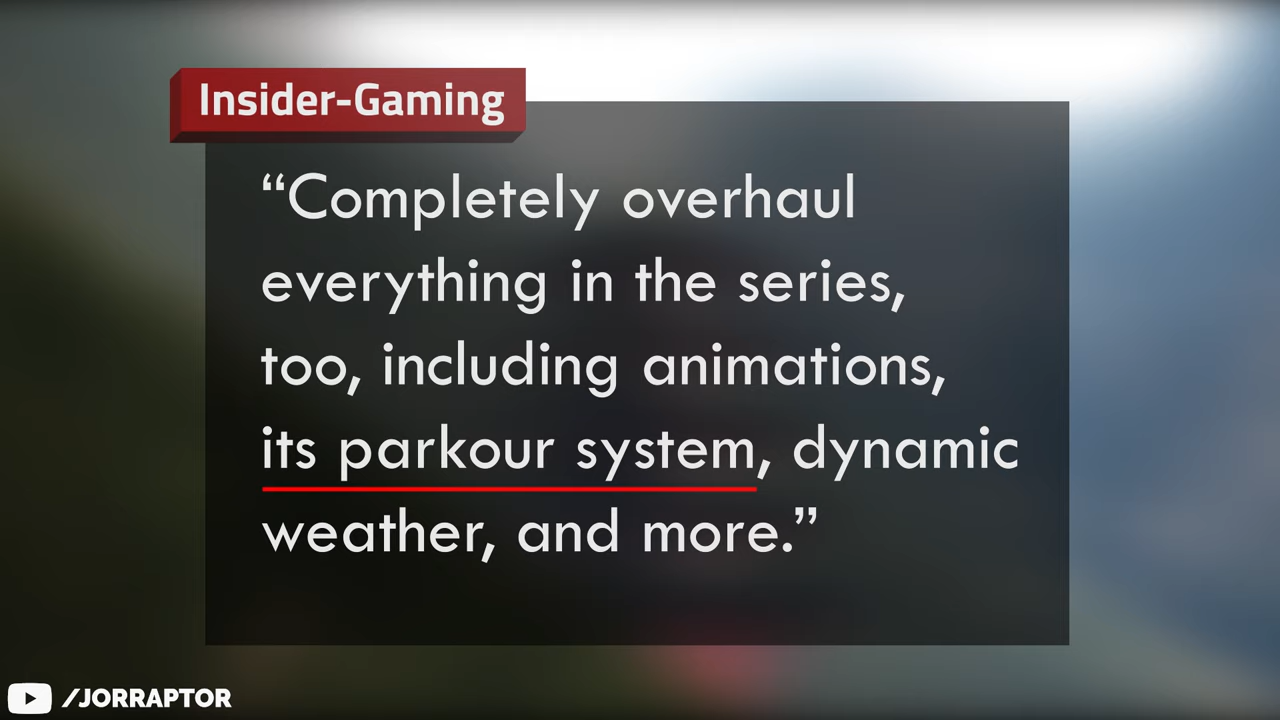 Insider-Gaming
“Completely overhaul
everything in the series,
too, including animations,
its parkour system, dynamic
weather, and more.”
/JORRAPTOR